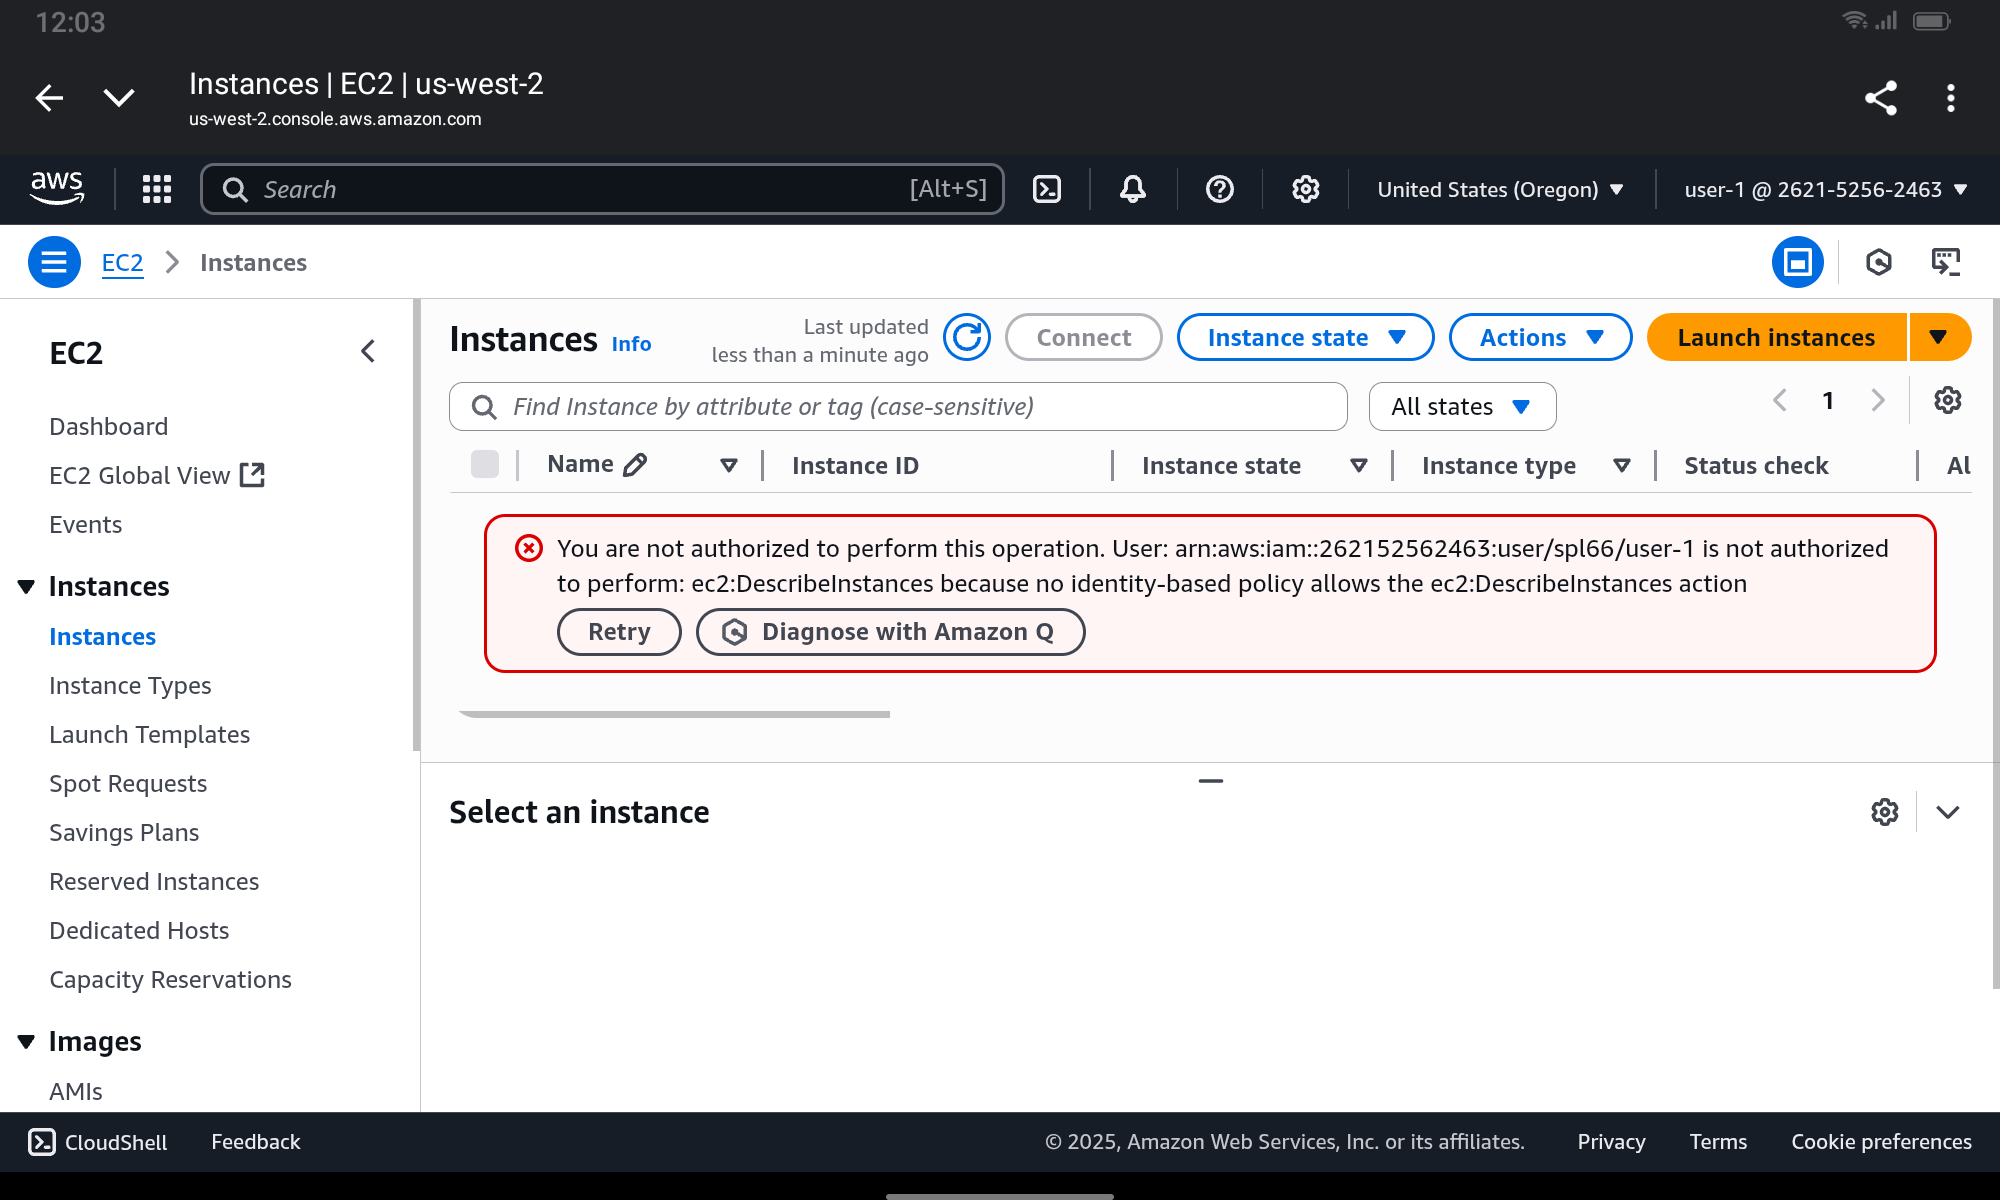 12:03
Instances | EC2 | us-west-2
us-west-2.console.aws.amazon.com
aws
Search
[Alt+S]
United States (Oregon)
user-1 @ 2621-5256-2463
EC2
Instances
EC2
Dashboard
EC2 Global View
Events
Instances
Instances
Instance Types
Launch Templates
Spot Requests
Savings Plans
Reserved Instances
Dedicated Hosts
Capacity Reservations
Images
AMIs
Instances Info
Last updated
less than a minute ago
Connect
Instance state
Actions
Launch instances
Find Instance by attribute or tag (case-sensitive)
All states
1
Name
Instance ID
Instance state
Instance type
Status check
Al
You are not authorized to perform this operation. User: arn:aws:iam::262152562463:user/spl66/user-1 is not authorized
to perform: ec2:DescribeInstances because no identity-based policy allows the ec2:DescribeInstances action
Retry
Diagnose with Amazon Q
Select an instance
CloudShell
Feedback
© 2025, Amazon Web Services, Inc. or its affiliates.
Privacy
Terms
Cookie preferences